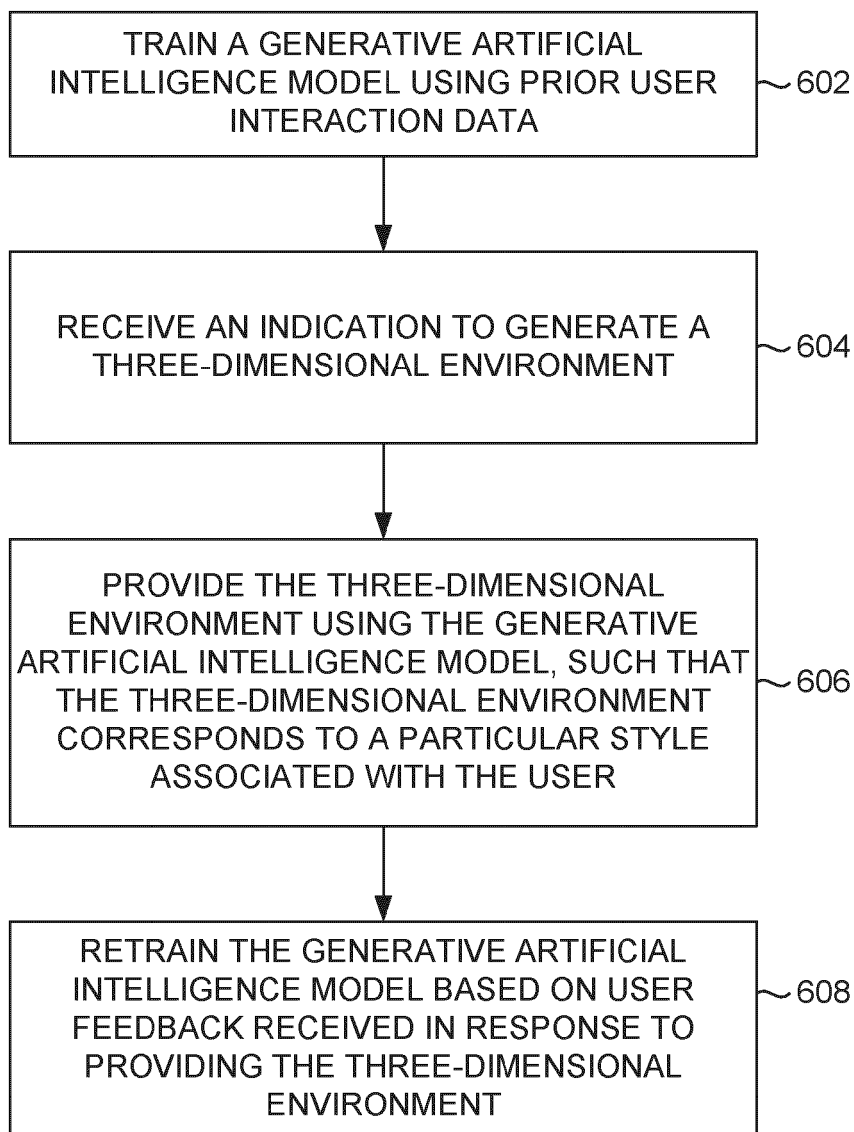 TRAIN A GENERATIVE ARTIFICIAL
INTELLIGENCE MODEL USING PRIOR USER
INTERACTION DATA
602
RECEIVE AN INDICATION TO GENERATE A
THREE-DIMENSIONAL ENVIRONMENT
604
PROVIDE THE THREE-DIMENSIONAL
ENVIRONMENT USING THE GENERATIVE
ARTIFICIAL INTELLIGENCE MODEL, SUCH THAT
THE THREE-DIMENSIONAL ENVIRONMENT
CORRESPONDS TO A PARTICULAR STYLE
ASSOCIATED WITH THE USER
606
RETRAIN THE GENERATIVE ARTIFICIAL
INTELLIGENCE MODEL BASED ON USER
FEEDBACK RECEIVED IN RESPONSE TO
PROVIDING THE THREE-DIMENSIONAL
ENVIRONMENT
608